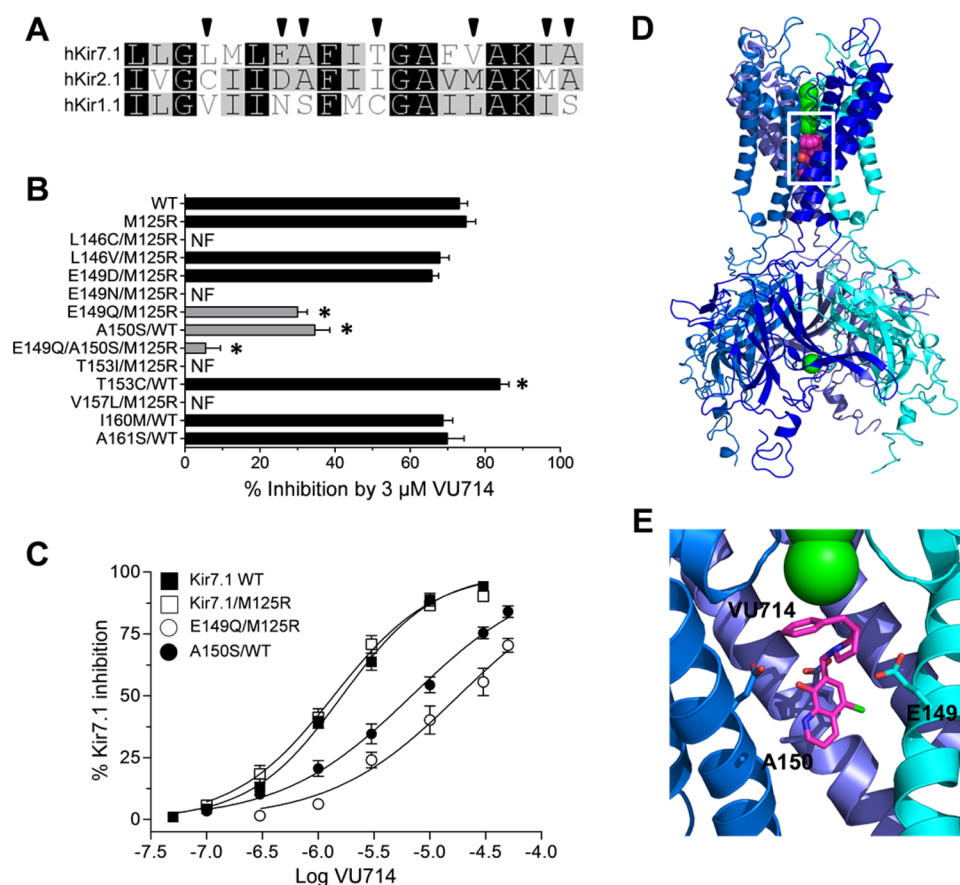 A
hKir7.1 LLGLMLEAFITGAFVAKIA
hKir2.1 IVGCIIDAFIIGAVMAKMA
hKir1.1 ILGVIINSFMCGAILAKIS
B
WT
M125R
L146C/M125R NF
L146V/M125R
E149D/M125R
E149N/M125R NF
E149Q/M125R *
A150S/WT *
E149Q/A150S/M125R *
T153I/M125R NF
T153C/WT *
V157L/M125R NF
I160M/WT
A161S/WT
0 20 40 60 80 100
% Inhibition by 3 µM VU714
C
% Kir7.1 inhibition
100
75
50
25
0
Kir7.1 WT
Kir7.1/M125R
E149Q/M125R
A150S/WT
-7.5 -7.0 -6.5 -6.0 -5.5 -5.0 -4.5 -4.0
Log VU714
D
E
VU714
E149
A150